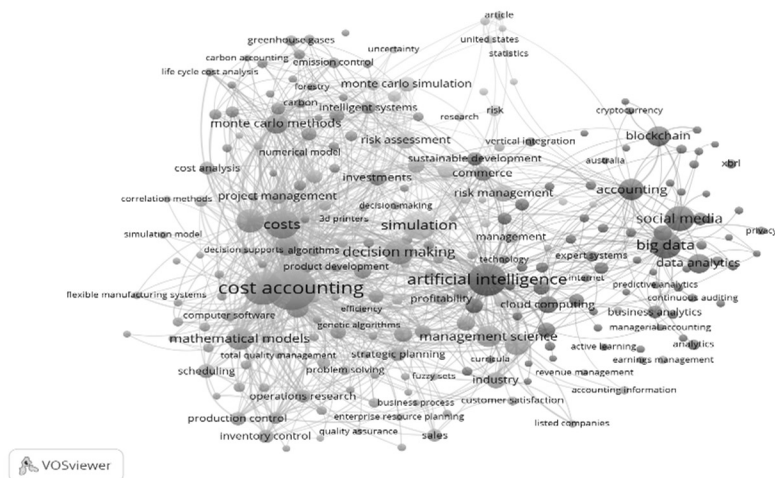 article
greenhouse gases
united states
uncertainty
statistics
carbon accounting
emission control
life cycle cost analysis
forestry
monte carlo simulation
carbon
intelligent systems
risk
cryptocurrency
research
monte carlo methods
blockchain
risk assessment
vertical integration
numerical model
sustainable development
australia
xbrl
cost analysis
commerce
investments
accounting
project management
risk management
correlation methods
decision-making
3d printers
social media
costs
simulation
privacy
simulation model
management
big data
decision supports
algorithms
decision making
expert systems
technology
data analytics
product development
artificial intelligence
internet
cost accounting
predictive analytics
flexible manufacturing systems
profitability
continuous auditing
cloud computing
efficiency
computer software
business analytics
genetic algorithms
managerial accounting
mathematical models
management science
active learning
analytics
total quality management
strategic planning
curricula
earnings management
scheduling
problem solving
revenue management
fuzzy sets
industry
accounting information
operations research
business process
customer satisfaction
production control
enterprise resource planning
listed companies
inventory control
quality assurance
sales
VOSviewer